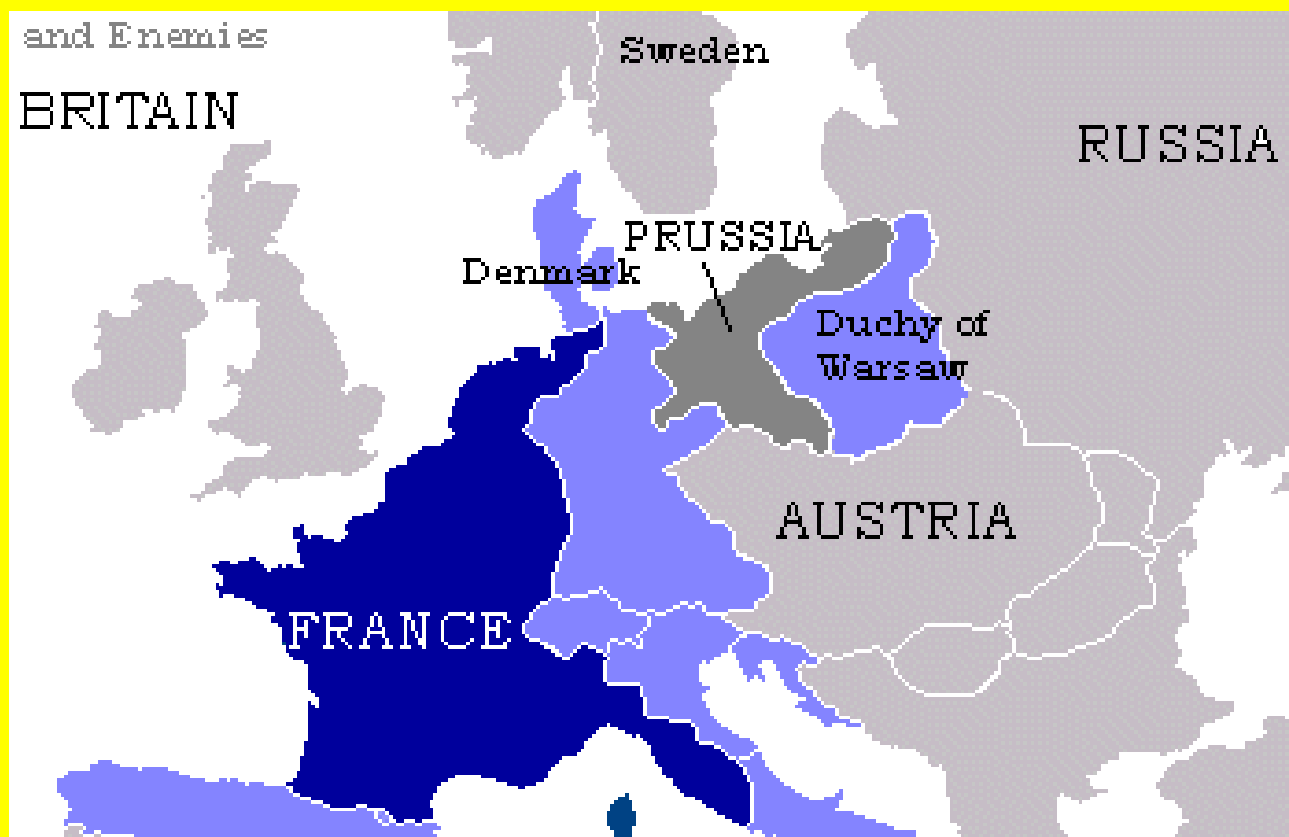 and Enemies
Sweden
BRITAIN
RUSSIA
PRUSSIA
Denmark
Duchy of
Warsaw
AUSTRIA
FRANCE